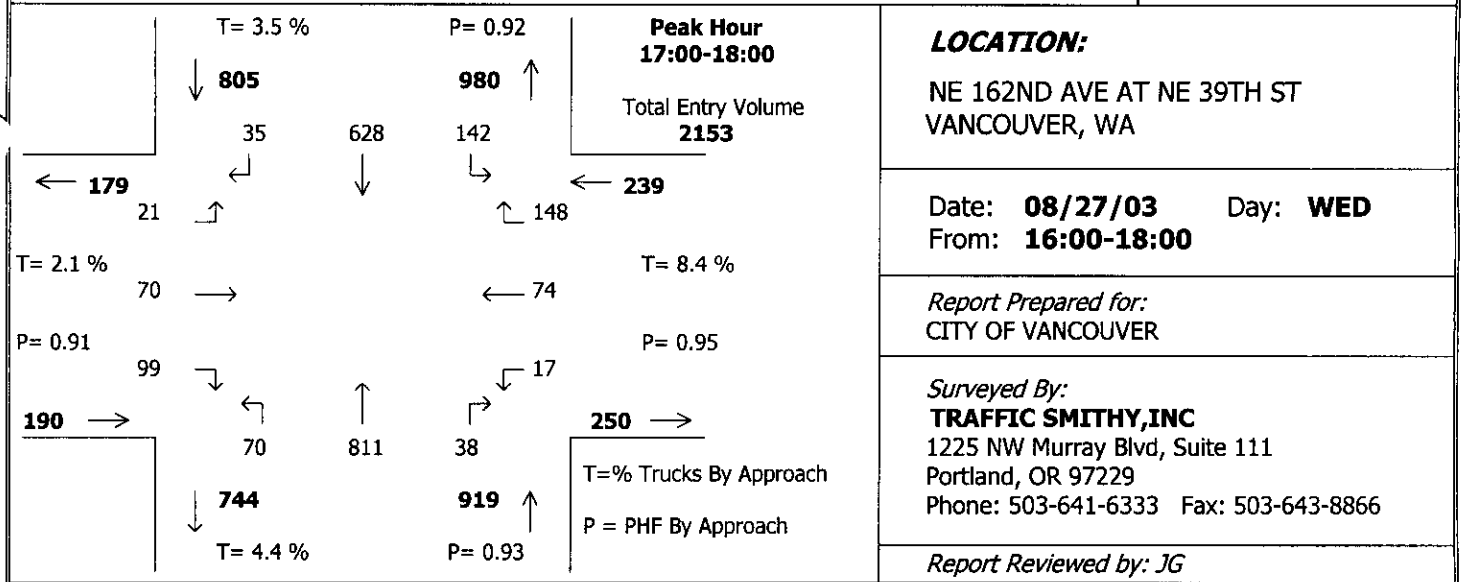 T= 3.5 %
P= 0.92
Peak Hour
17:00-18:00
805
980
Total Entry Volume
2153
35
628
142
179
239
21
148
T= 2.1 %
T= 8.4 %
70
74
P= 0.91
P= 0.95
99
17
190
250
70
811
38
T=% Trucks By Approach
744
919
P = PHF By Approach
T= 4.4 %
P= 0.93
LOCATION:
NE 162ND AVE AT NE 39TH ST
VANCOUVER, WA
Date: 08/27/03 Day: WED
From: 16:00-18:00
Report Prepared for:
CITY OF VANCOUVER
Surveyed By:
TRAFFIC SMITHY,INC
1225 NW Murray Blvd, Suite 111
Portland, OR 97229
Phone: 503-641-6333 Fax: 503-643-8866
Report Reviewed by: JG